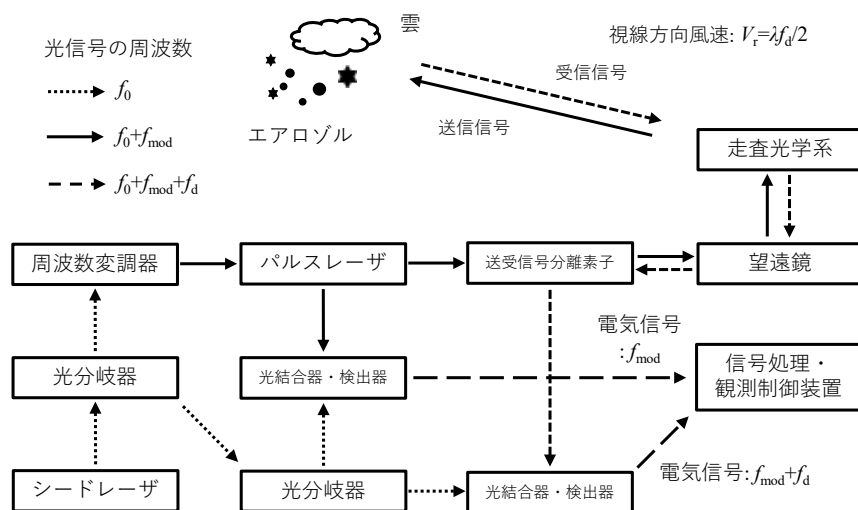 雲
視線方向風速: Vr=λfd/2
光信号の周波数
受信信号
f0
送信信号
エアロゾル
f0+fmod
走査光学系
f0+fmod+fd
周波数変調器
パルスレーザ
送受信号分離素子
望遠鏡
電気信号
:fmod
光分岐器
光結合器・検出器
信号処理・
観測制御装置
シードレーザ
光分岐器
光結合器・検出器
電気信号:fmod+fd